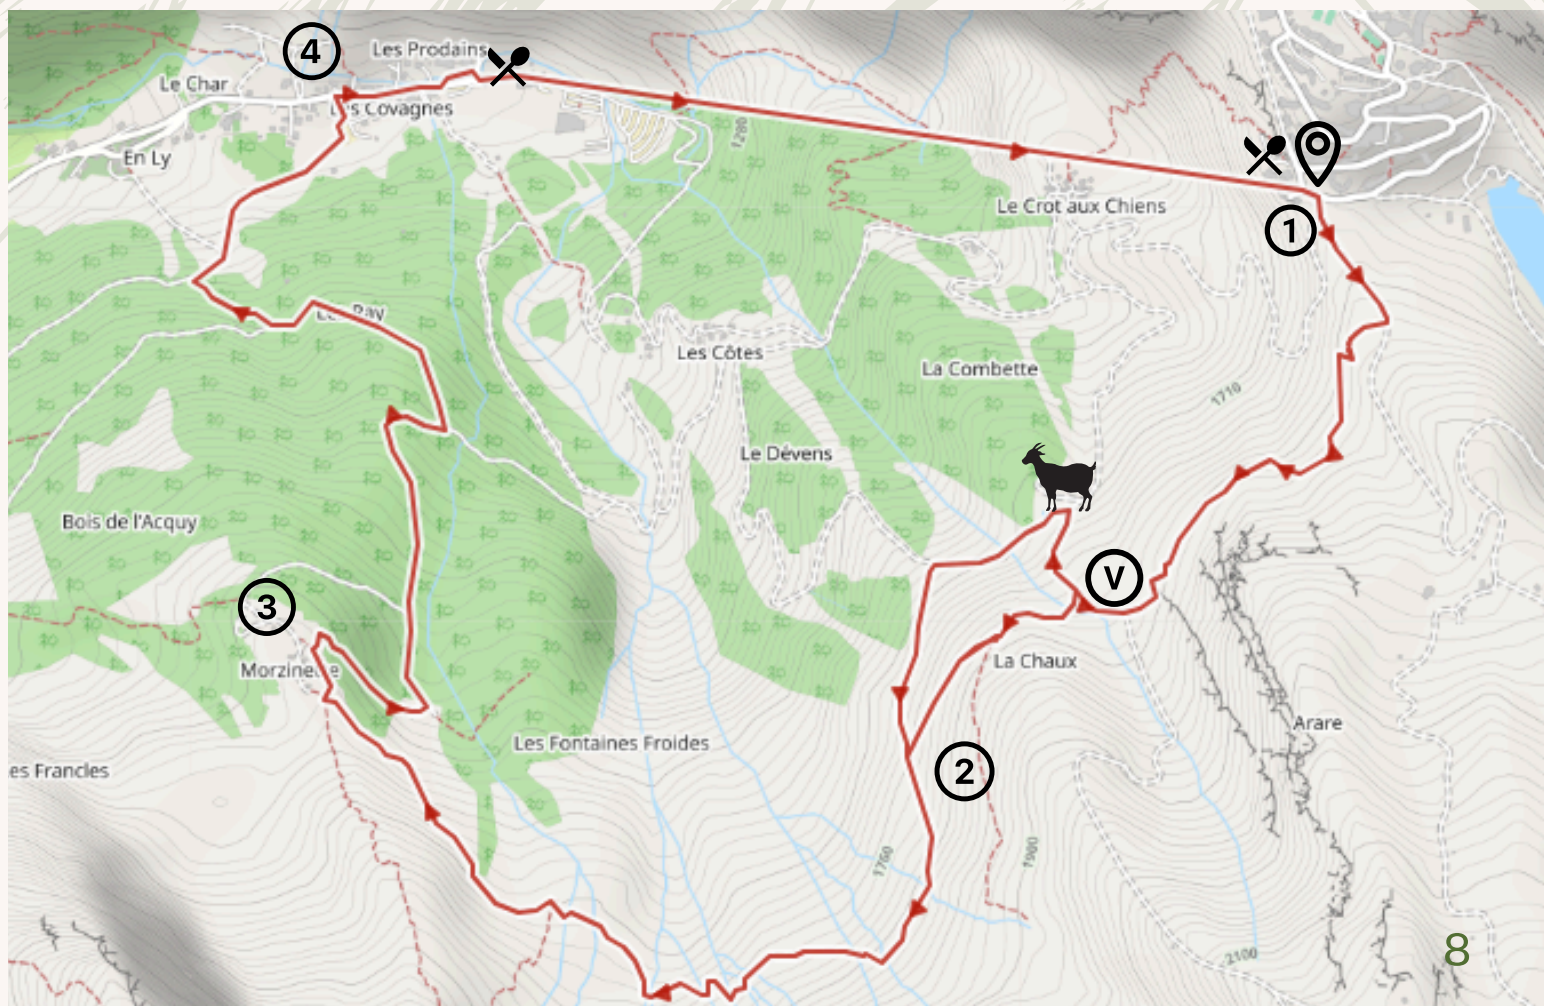 4
Les Prodains
Le Char
Les Covagnes
En Ly
1280
Le Crot aux Chiens
1
Les Côtes
La Combette
1710
Le Dévens
Bois de l'Acquy
V
3
Morzinette
La Chaux
Les Fontaines Froides
Arare
es Francles
2
1760
1980
2100
8